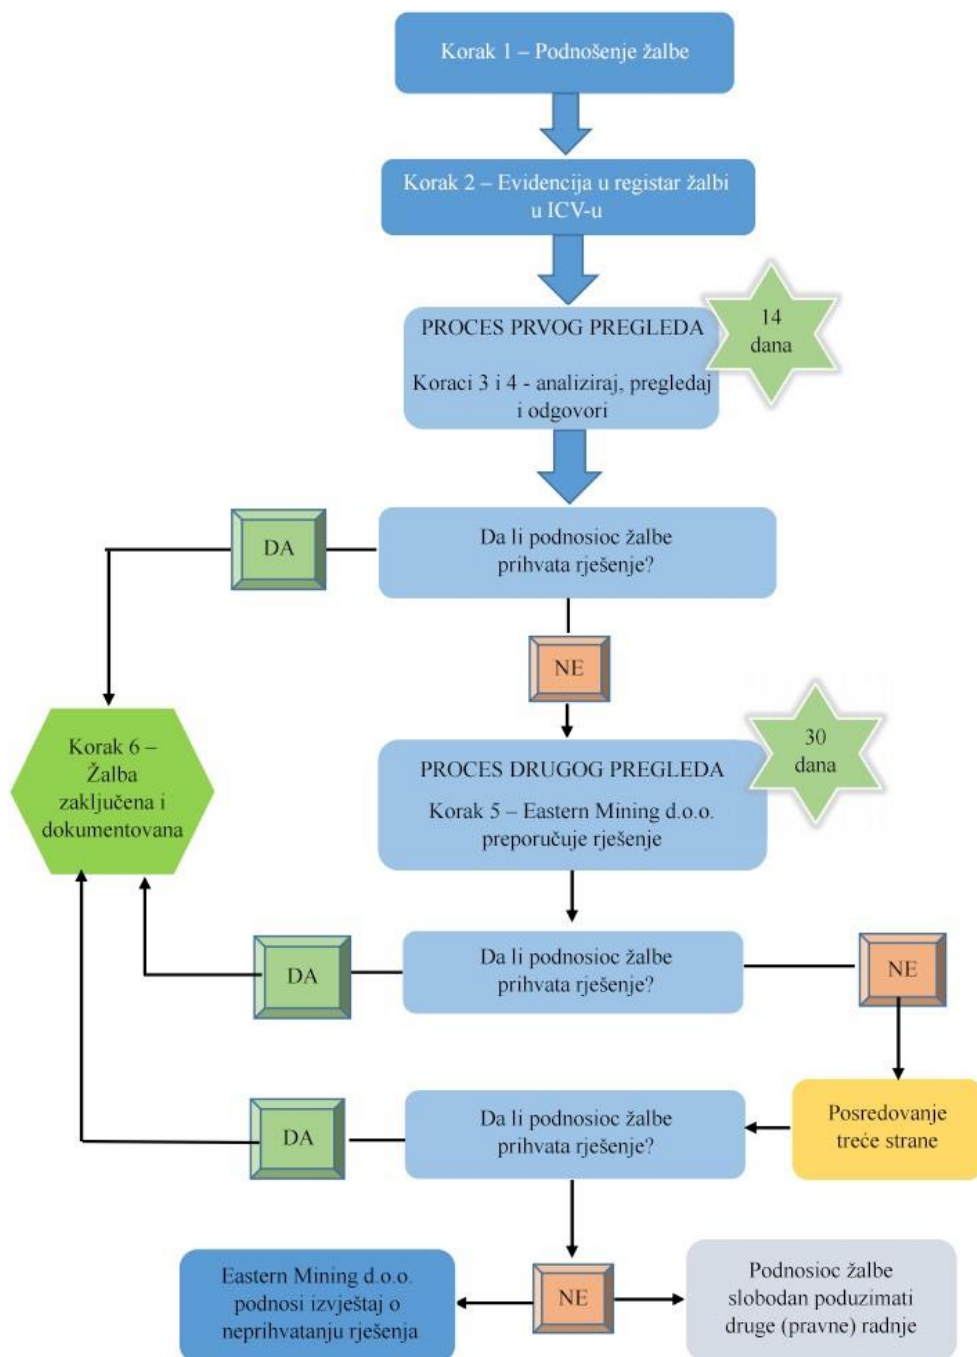 Korak 1 – Podnošenje žalbe
Korak 2 – Evidencija u registar žalbi
u ICV-u
PROCES PRVOG PREGLEDA
14
dana
Koraci 3 i 4 - analiziraj, pregledaj
i odgovori
DA
Da li podnosioc žalbe
prihvata rješenje?
NE
Korak 6 –
Žalba
zaključena i
dokumentovana
PROCES DRUGOG PREGLEDA
30
dana
Korak 5 – Eastern Mining d.o.o.
preporučuje rješenje
DA
Da li podnosioc žalbe
prihvata rješenje?
NE
DA
Da li podnosioc žalbe
prihvata rješenje?
Posredovanje
treće strane
Eastern Mining d.o.o.
podnosi izvještaj o
neprihvatanju rješenja
NE
Podnosioc žalbe
slobodan poduzimati
druge (pravne) radnje